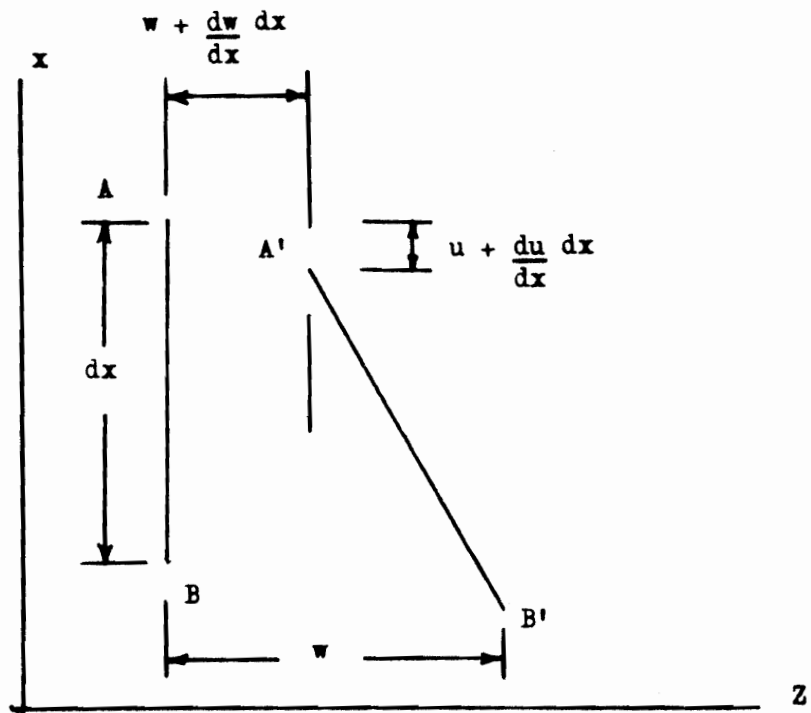 w + dw/dx dx
x
A
A'
u + du/dx dx
dx
B
B'
w
Z